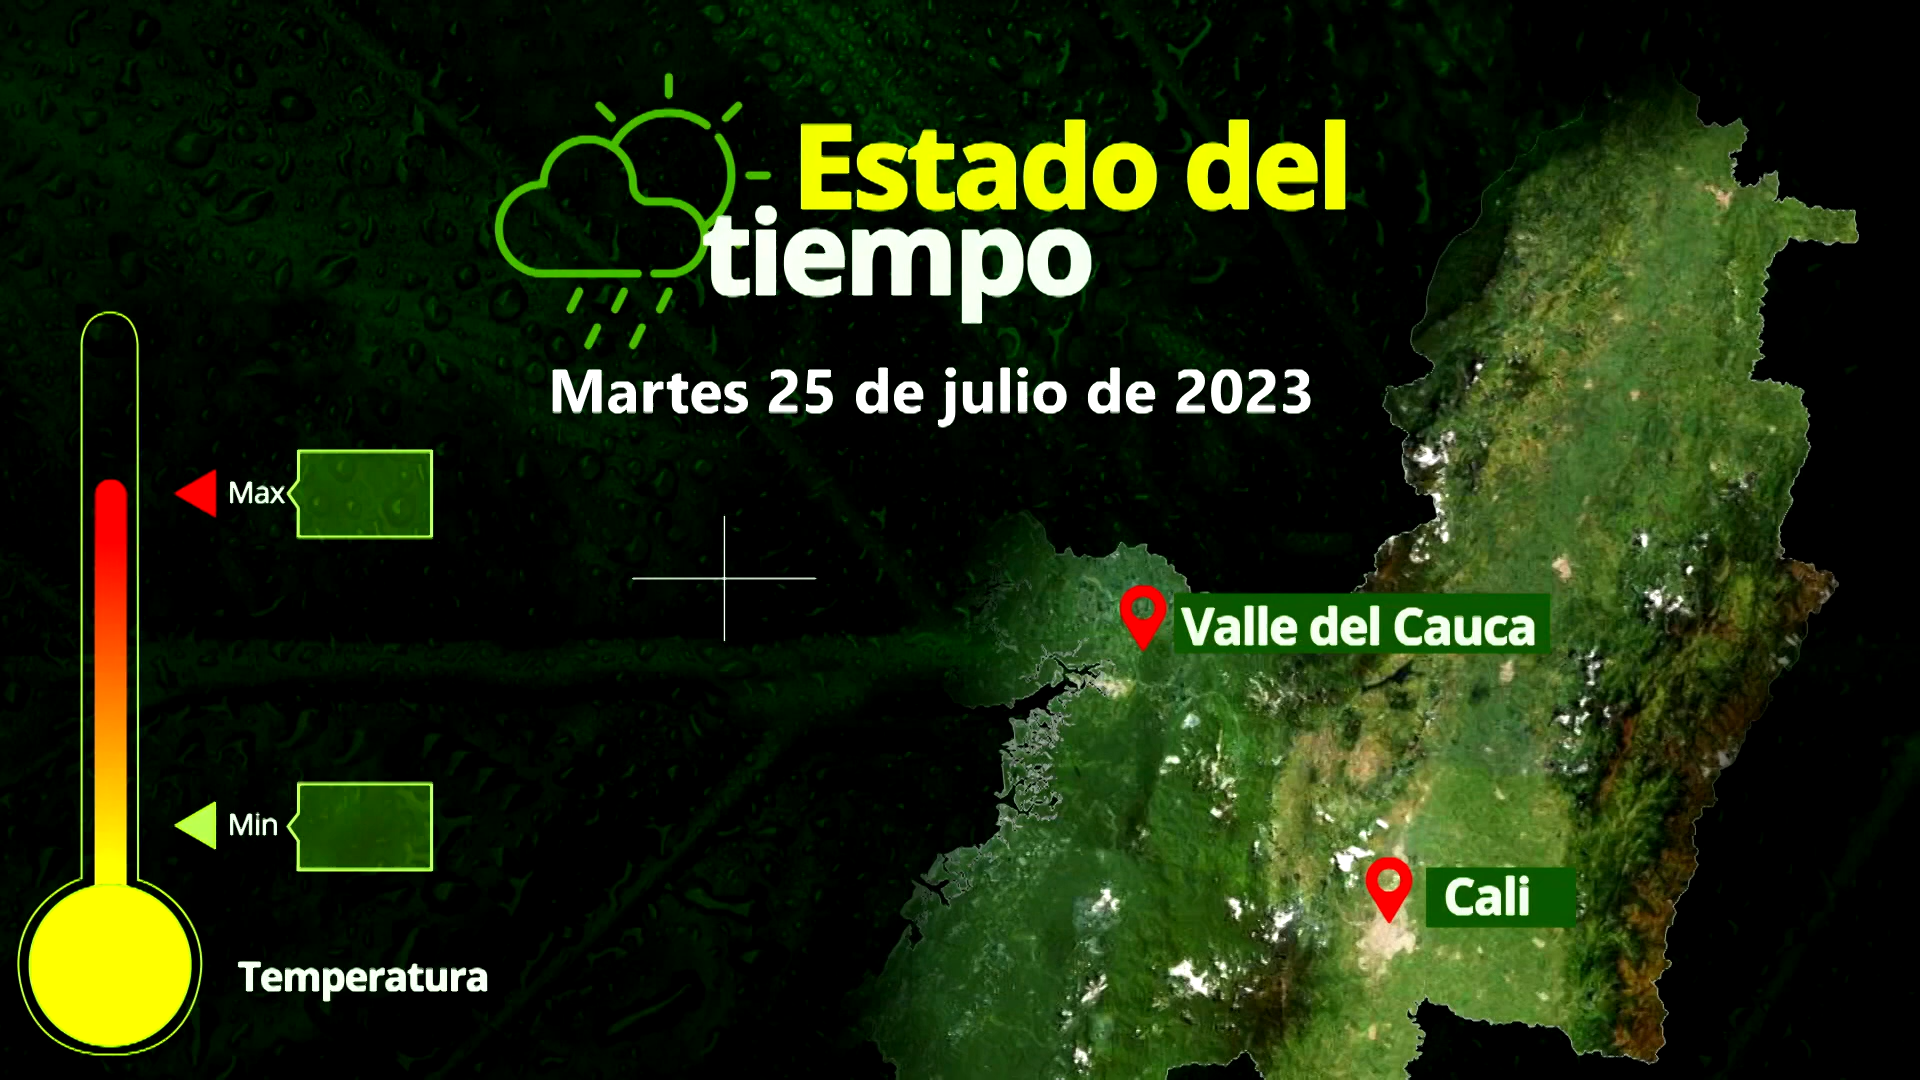 Estado del
tiempo
Martes 25 de julio de 2023
Max
Valle del Cauca
Min
Cali
Temperatura